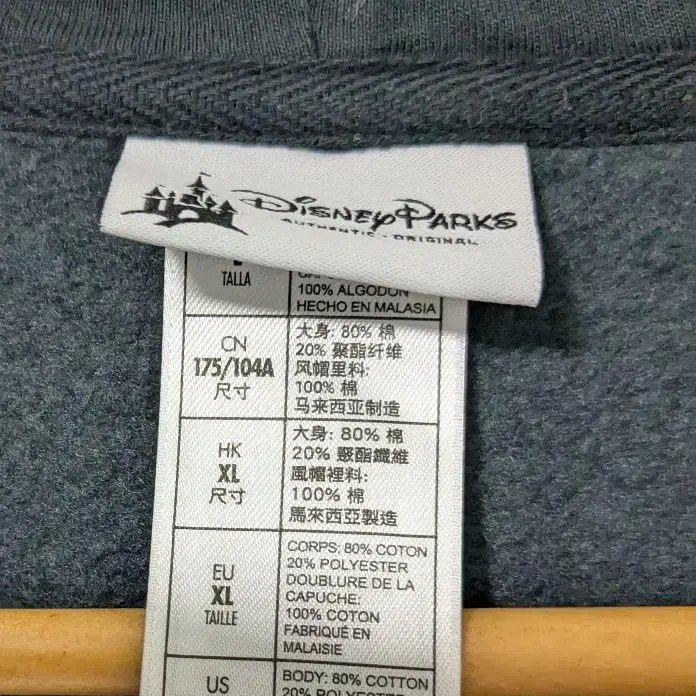 DISNEY PARKS
AUTHENTIC • ORIGINAL
TALLA
100% ALGODON
HECHO EN MALASIA
CN
175/104A
尺寸
大身: 80% 棉
20% 聚酯纤维
风帽里料:
100% 棉
马来西亚制造
HK
XL
尺寸
大身: 80% 棉
20% 聚酯纖維
風帽裡料:
100% 棉
馬來西亞製造
EU
XL
TAILLE
CORPS: 80% COTON
20% POLYESTER
DOUBLURE DE LA
CAPUCHE:
100% COTON
FABRIQUÉ EN
MALAISIE
US
BODY: 80% COTTON
20% POLYESTER